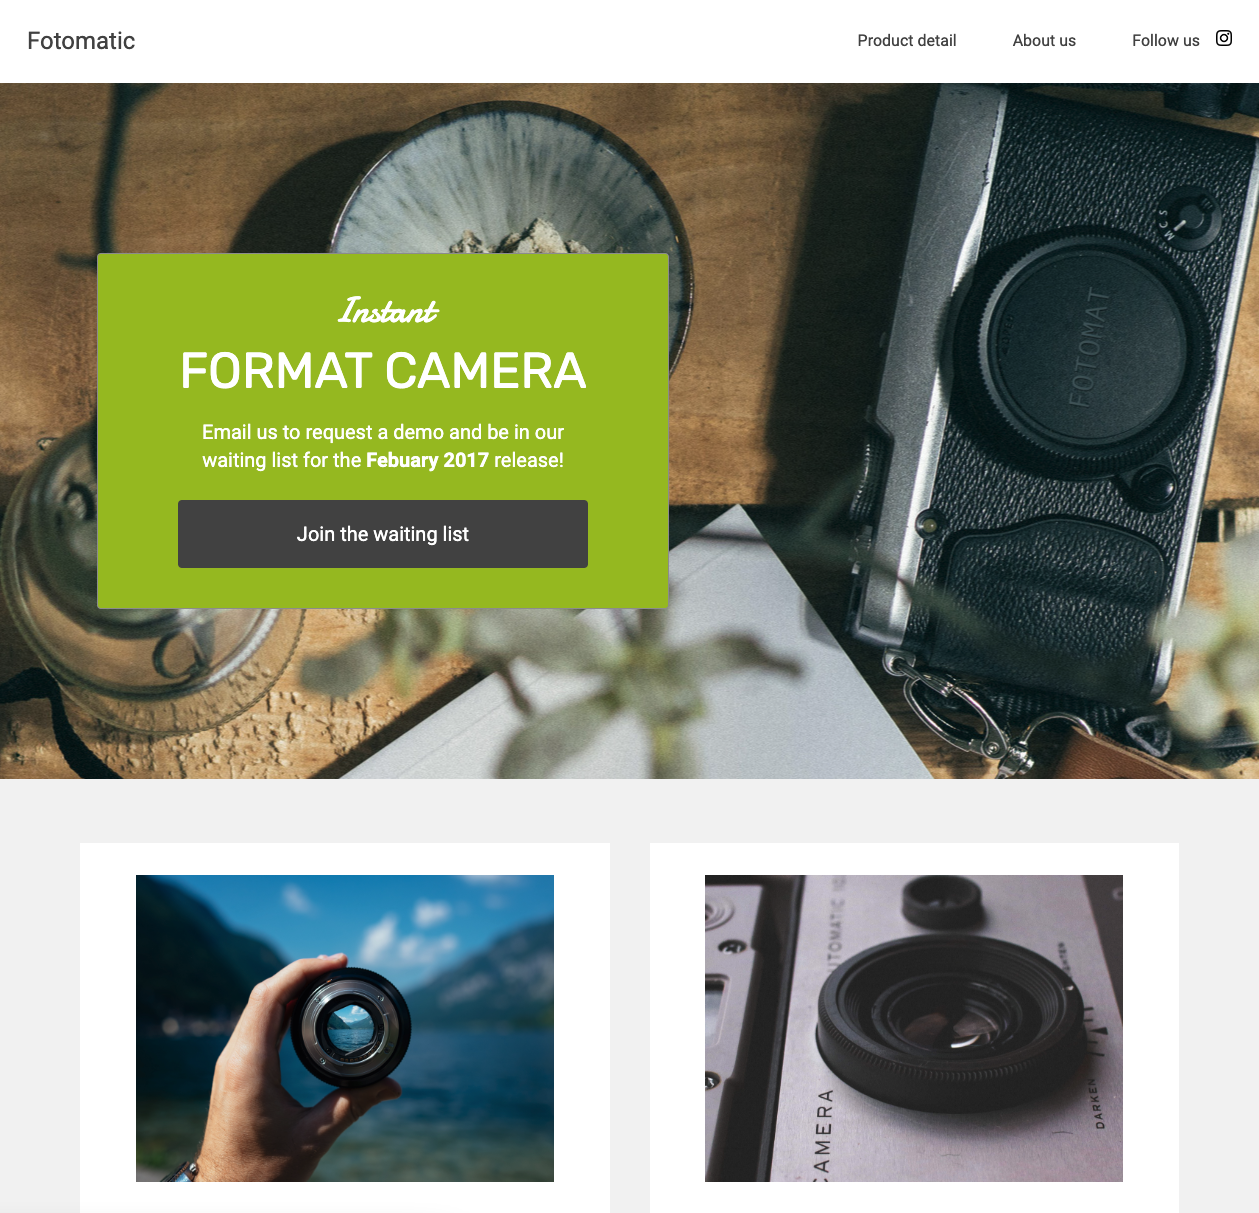 Fotomatic
Product detail About us Follow us
Instant
FORMAT CAMERA
Email us to request a demo and be in our
waiting list for the Febuary 2017 release!
Join the waiting list
FOTOMAT
S
C
M
CAMERA
DARKEN